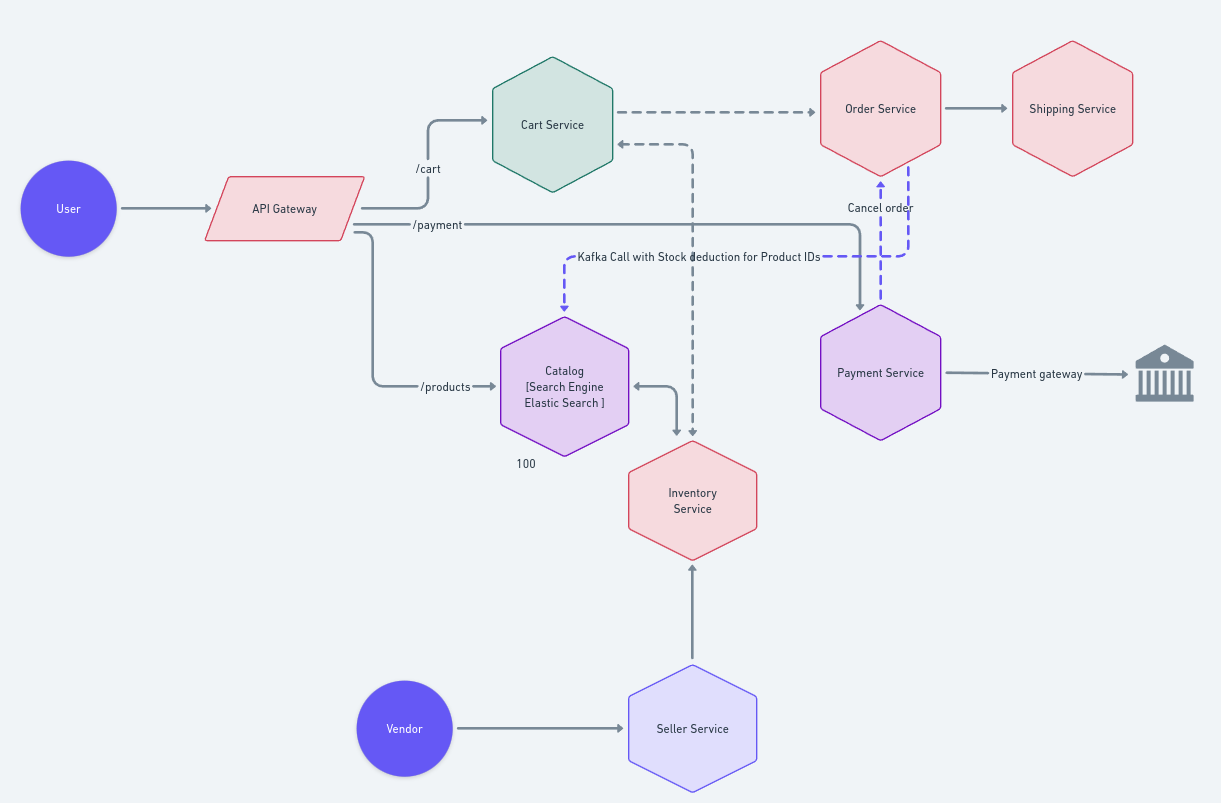 Order Service
Shipping Service
Cart Service
/cart
User
API Gateway
Cancel order
/payment
Kafka Call with Stock deduction for Product IDs
Catalog
[Search Engine
Elastic Search ]
Payment Service
Payment gateway
/products
100
Inventory
Service
Vendor
Seller Service